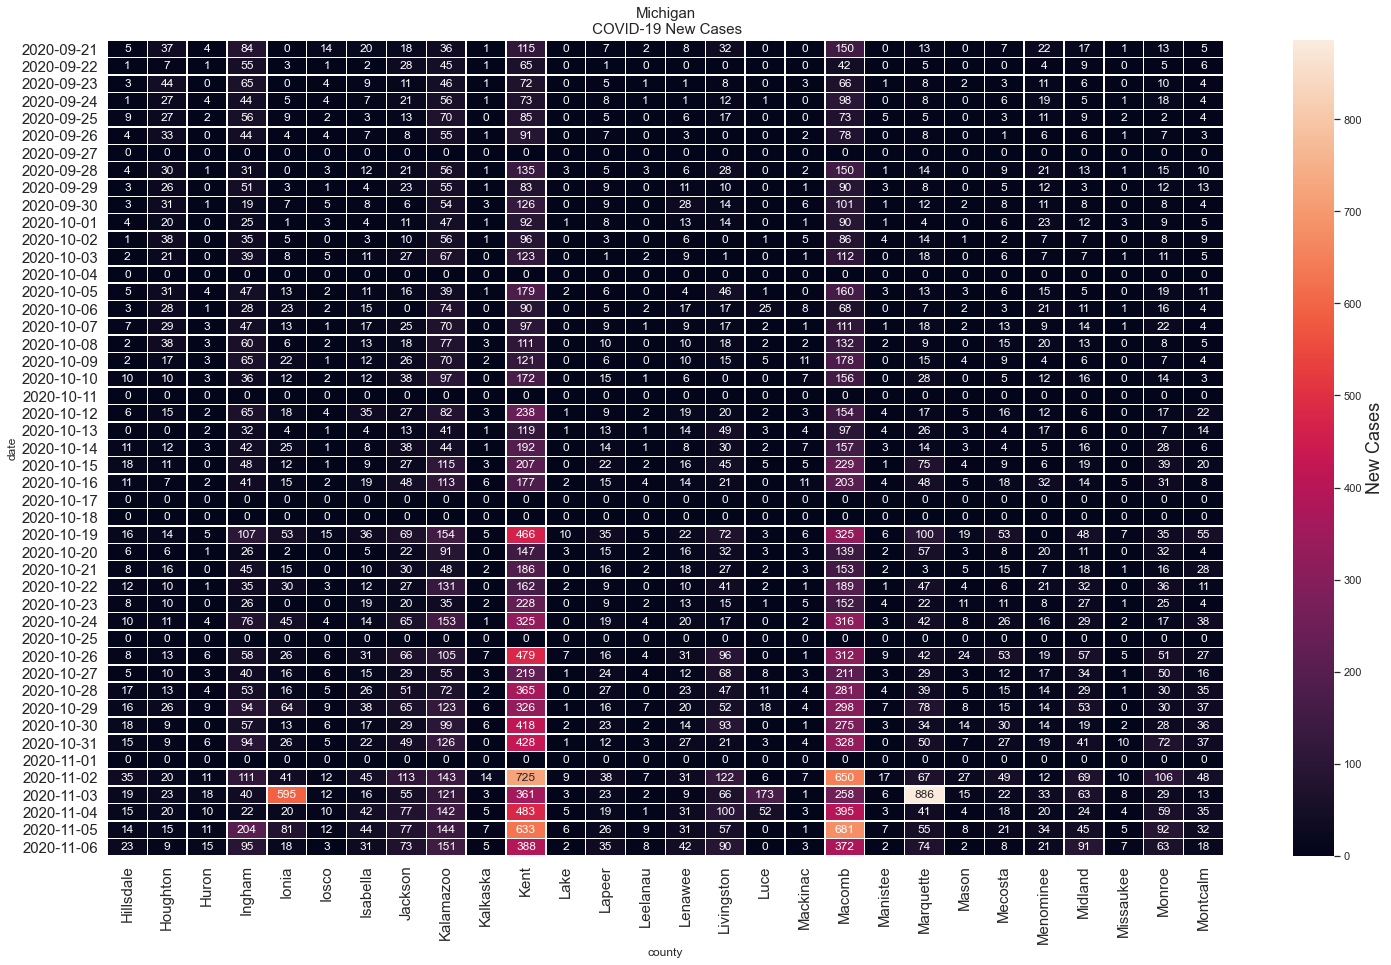 Michigan
COVID-19 New Cases
2020-09-21 5 37 4 84 0 14 20 18 36 1 115 0 7 2 8 32 0 0 150 0 13 0 7 22 17 1 13 5
2020-09-22 1 7 1 55 3 1 2 28 45 1 65 0 1 0 0 0 0 0 42 0 5 0 0 4 9 0 5 6
2020-09-23 3 44 0 65 0 4 9 11 46 1 72 0 5 1 1 8 0 3 66 1 8 2 3 11 6 0 10 4
2020-09-24 1 27 4 44 5 4 7 21 56 1 73 0 8 1 1 12 1 0 98 0 8 0 6 19 5 1 18 4
2020-09-25 9 27 2 56 9 2 3 13 70 0 85 0 5 0 6 17 0 0 73 5 5 0 3 11 9 2 2 4
2020-09-26 4 33 0 44 4 4 7 8 55 1 91 0 7 0 3 0 0 2 78 0 8 0 1 6 6 1 7 3
2020-09-27 0 0 0 0 0 0 0 0 0 0 0 0 0 0 0 0 0 0 0 0 0 0 0 0 0 0 0 0
2020-09-28 4 30 1 31 0 3 12 21 56 1 135 3 5 3 6 28 0 2 150 1 14 0 9 21 13 1 15 10
2020-09-29 3 26 0 51 3 1 4 23 55 1 83 0 9 0 11 10 0 1 90 3 8 0 5 12 3 0 12 13
2020-09-30 3 31 1 19 7 5 8 6 54 3 126 0 9 0 28 14 0 6 101 1 12 2 8 11 8 0 8 4
2020-10-01 4 20 0 25 1 3 4 11 47 1 92 1 8 0 13 14 0 1 90 1 4 0 6 23 12 3 9 5
2020-10-02 1 38 0 35 5 0 3 10 56 1 96 0 3 0 6 0 1 5 86 4 14 1 2 7 7 0 8 9
2020-10-03 2 21 0 39 8 5 11 27 67 0 123 0 1 2 9 1 0 1 112 0 18 0 6 7 7 1 11 5
2020-10-04 0 0 0 0 0 0 0 0 0 0 0 0 0 0 0 0 0 0 0 0 0 0 0 0 0 0 0 0
2020-10-05 5 31 4 47 13 2 11 16 39 1 179 2 6 0 4 46 1 0 160 3 13 3 6 15 5 0 19 11
2020-10-06 3 28 1 28 23 2 15 0 74 0 90 0 5 2 17 17 25 8 68 0 7 2 3 21 11 1 16 4
2020-10-07 7 29 3 47 13 1 17 25 70 0 97 0 9 1 9 17 2 1 111 1 18 2 13 9 14 1 22 4
2020-10-08 2 38 3 60 6 2 13 18 77 3 111 0 10 0 10 18 2 2 132 2 9 0 15 20 13 0 8 5
2020-10-09 2 17 3 65 22 1 12 26 70 2 121 0 6 0 10 15 5 11 178 0 15 4 9 4 6 0 7 4
2020-10-10 10 10 3 36 12 2 12 38 97 0 172 0 15 1 6 0 0 7 156 0 28 0 5 12 16 0 14 3
2020-10-11 0 0 0 0 0 0 0 0 0 0 0 0 0 0 0 0 0 0 0 0 0 0 0 0 0 0 0 0
2020-10-12 6 15 2 65 18 4 35 27 82 3 238 1 9 2 19 20 2 3 154 4 17 5 16 12 6 0 17 22
2020-10-13 0 0 2 32 4 1 4 13 41 1 119 1 13 1 14 49 3 4 97 4 26 3 4 17 6 0 7 14
2020-10-14 11 12 3 42 25 1 8 38 44 1 192 0 14 1 8 30 2 7 157 3 14 3 4 5 16 0 28 6
2020-10-15 18 11 0 48 12 1 9 27 115 3 207 0 22 2 16 45 5 5 229 1 75 4 9 6 19 0 39 20
2020-10-16 11 7 2 41 15 2 19 48 113 6 177 2 15 4 14 21 0 11 203 4 48 5 18 32 14 5 31 8
2020-10-17 0 0 0 0 0 0 0 0 0 0 0 0 0 0 0 0 0 0 0 0 0 0 0 0 0 0 0 0
2020-10-18 0 0 0 0 0 0 0 0 0 0 0 0 0 0 0 0 0 0 0 0 0 0 0 0 0 0 0 0
2020-10-19 16 14 5 107 53 15 36 69 154 5 466 10 35 5 22 72 3 6 325 6 100 19 53 0 48 7 35 55
2020-10-20 6 6 1 26 2 0 5 22 91 0 147 3 15 2 16 32 3 3 139 2 57 3 8 20 11 0 32 4
2020-10-21 8 16 0 45 15 0 10 30 48 2 186 0 16 2 18 27 2 3 153 2 3 5 15 7 18 1 16 28
2020-10-22 12 10 1 35 30 3 12 27 131 0 162 2 9 0 10 41 2 1 189 1 47 4 6 21 32 0 36 11
2020-10-23 8 10 0 26 0 0 19 20 35 2 228 0 9 2 13 15 1 5 152 4 22 11 11 8 27 1 25 4
2020-10-24 10 11 4 76 45 4 14 65 153 1 325 0 19 4 20 17 0 2 316 3 42 8 26 16 29 2 17 38
2020-10-25 0 0 0 0 0 0 0 0 0 0 0 0 0 0 0 0 0 0 0 0 0 0 0 0 0 0 0 0
2020-10-26 8 13 6 58 26 6 31 66 105 7 479 7 16 4 31 96 0 1 312 9 42 24 53 19 57 5 51 27
2020-10-27 5 10 3 40 16 6 15 29 55 3 219 1 24 4 12 68 8 3 211 3 29 3 12 17 34 1 50 16
2020-10-28 17 13 4 53 16 5 26 51 72 2 365 0 27 0 23 47 11 4 281 4 39 5 15 14 29 1 30 35
2020-10-29 16 26 9 94 64 9 38 65 123 6 326 1 16 7 20 52 18 4 298 7 78 8 15 14 53 0 30 37
2020-10-30 18 9 0 57 13 6 17 29 99 6 418 2 23 2 14 93 0 1 275 3 34 14 30 14 19 2 28 36
2020-10-31 15 9 6 94 26 5 22 49 126 0 428 1 12 3 27 21 3 4 328 0 50 7 27 19 41 10 72 37
2020-11-01 0 0 0 0 0 0 0 0 0 0 0 0 0 0 0 0 0 0 0 0 0 0 0 0 0 0 0 0
2020-11-02 35 20 11 111 41 12 45 113 143 14 725 9 38 7 31 122 6 7 650 17 67 27 49 12 69 10 106 48
2020-11-03 19 23 18 40 595 12 16 55 121 3 361 3 23 2 9 66 173 1 258 6 886 15 22 33 63 8 29 13
2020-11-04 15 20 10 22 20 10 42 77 142 5 483 5 19 1 31 100 52 3 395 3 41 4 18 20 24 4 59 35
2020-11-05 14 15 11 204 81 12 44 77 144 7 633 6 26 9 31 57 0 1 681 7 55 8 21 34 45 5 92 32
2020-11-06 23 9 15 95 18 3 31 73 151 5 388 2 35 8 42 90 0 3 372 2 74 2 8 21 91 7 63 18
date
Hillsdale Houghton Huron Ingham Ionia Iosco Isabella Jackson Kalamazoo Kalkaska Kent Lake Lapeer Leelanau Lenawee Livingston Luce Mackinac Macomb Manistee Marquette Mason Mecosta Menominee Midland Missaukee Monroe Montcalm
county
800
700
600
500
400
300
200
100
0
New Cases